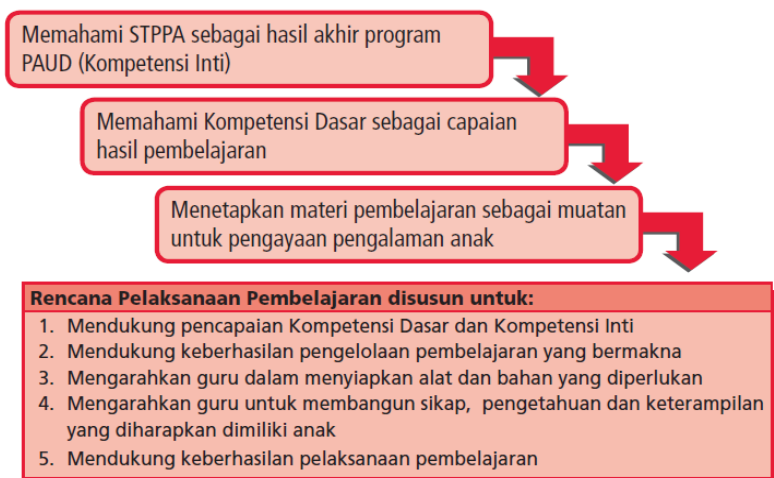 Memahami STPPA sebagai hasil akhir program
PAUD (Kompetensi Inti)
Memahami Kompetensi Dasar sebagai capaian
hasil pembelajaran
Menetapkan materi pembelajaran sebagai muatan
untuk pengayaan pengalaman anak
Rencana Pelaksanaan Pembelajaran disusun untuk:
1. Mendukung pencapaian Kompetensi Dasar dan Kompetensi Inti
2. Mendukung keberhasilan pengelolaan pembelajaran yang bermakna
3. Mengarahkan guru dalam menyiapkan alat dan bahan yang diperlukan
4. Mengarahkan guru untuk membangun sikap, pengetahuan dan keterampilan
yang diharapkan dimiliki anak
5. Mendukung keberhasilan pelaksanaan pembelajaran